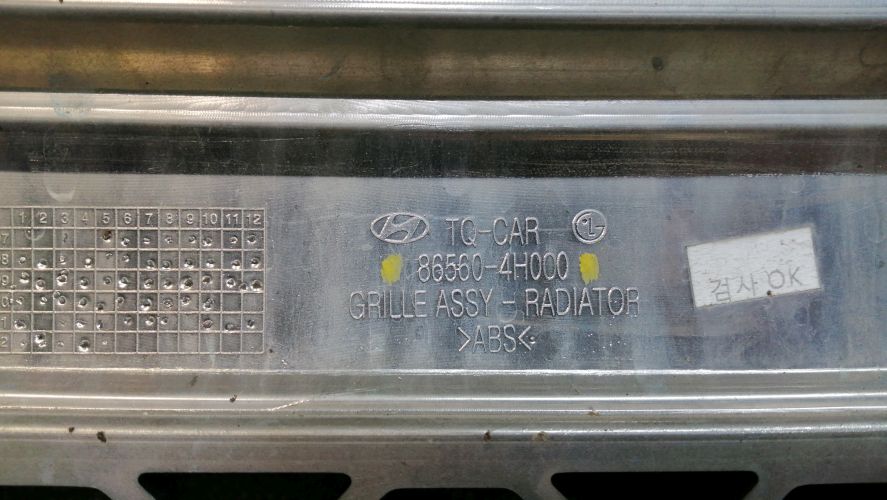 1 2 3 4 5 6 7 8 9 10 11 12
TQ-CAR LG
86560-4H000
GRILLE ASSY - RADIATOR
>ABS<
검사 OK